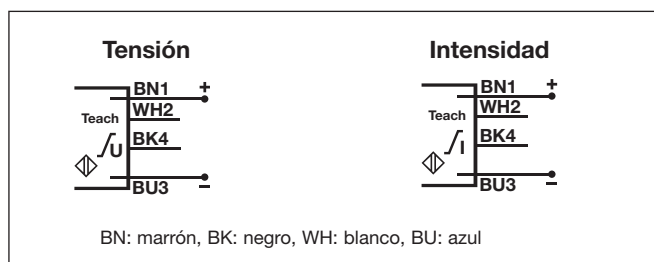 Tensión
BN1 +
WH2
Teach
BK4
U
BU3 −
Intensidad
BN1 +
WH2
Teach
BK4
I
BU3 −
BN: marrón, BK: negro, WH: blanco, BU: azul